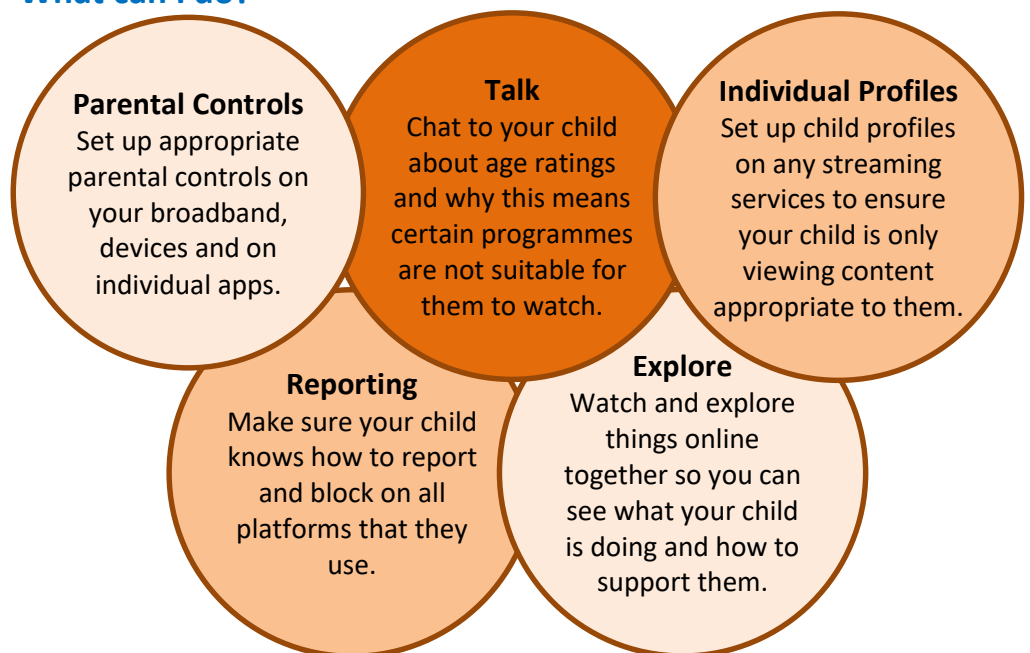 What can I do?
Parental Controls
Set up appropriate
parental controls on
your broadband,
devices and on
individual apps.
Talk
Chat to your child
about age ratings
and why this means
certain programmes
are not suitable for
them to watch.
Individual Profiles
Set up child profiles
on any streaming
services to ensure
your child is only
viewing content
appropriate to them.
Reporting
Make sure your child
knows how to report
and block on all
platforms that they
use.
Explore
Watch and explore
things online
together so you can
see what your child
is doing and how to
support them.